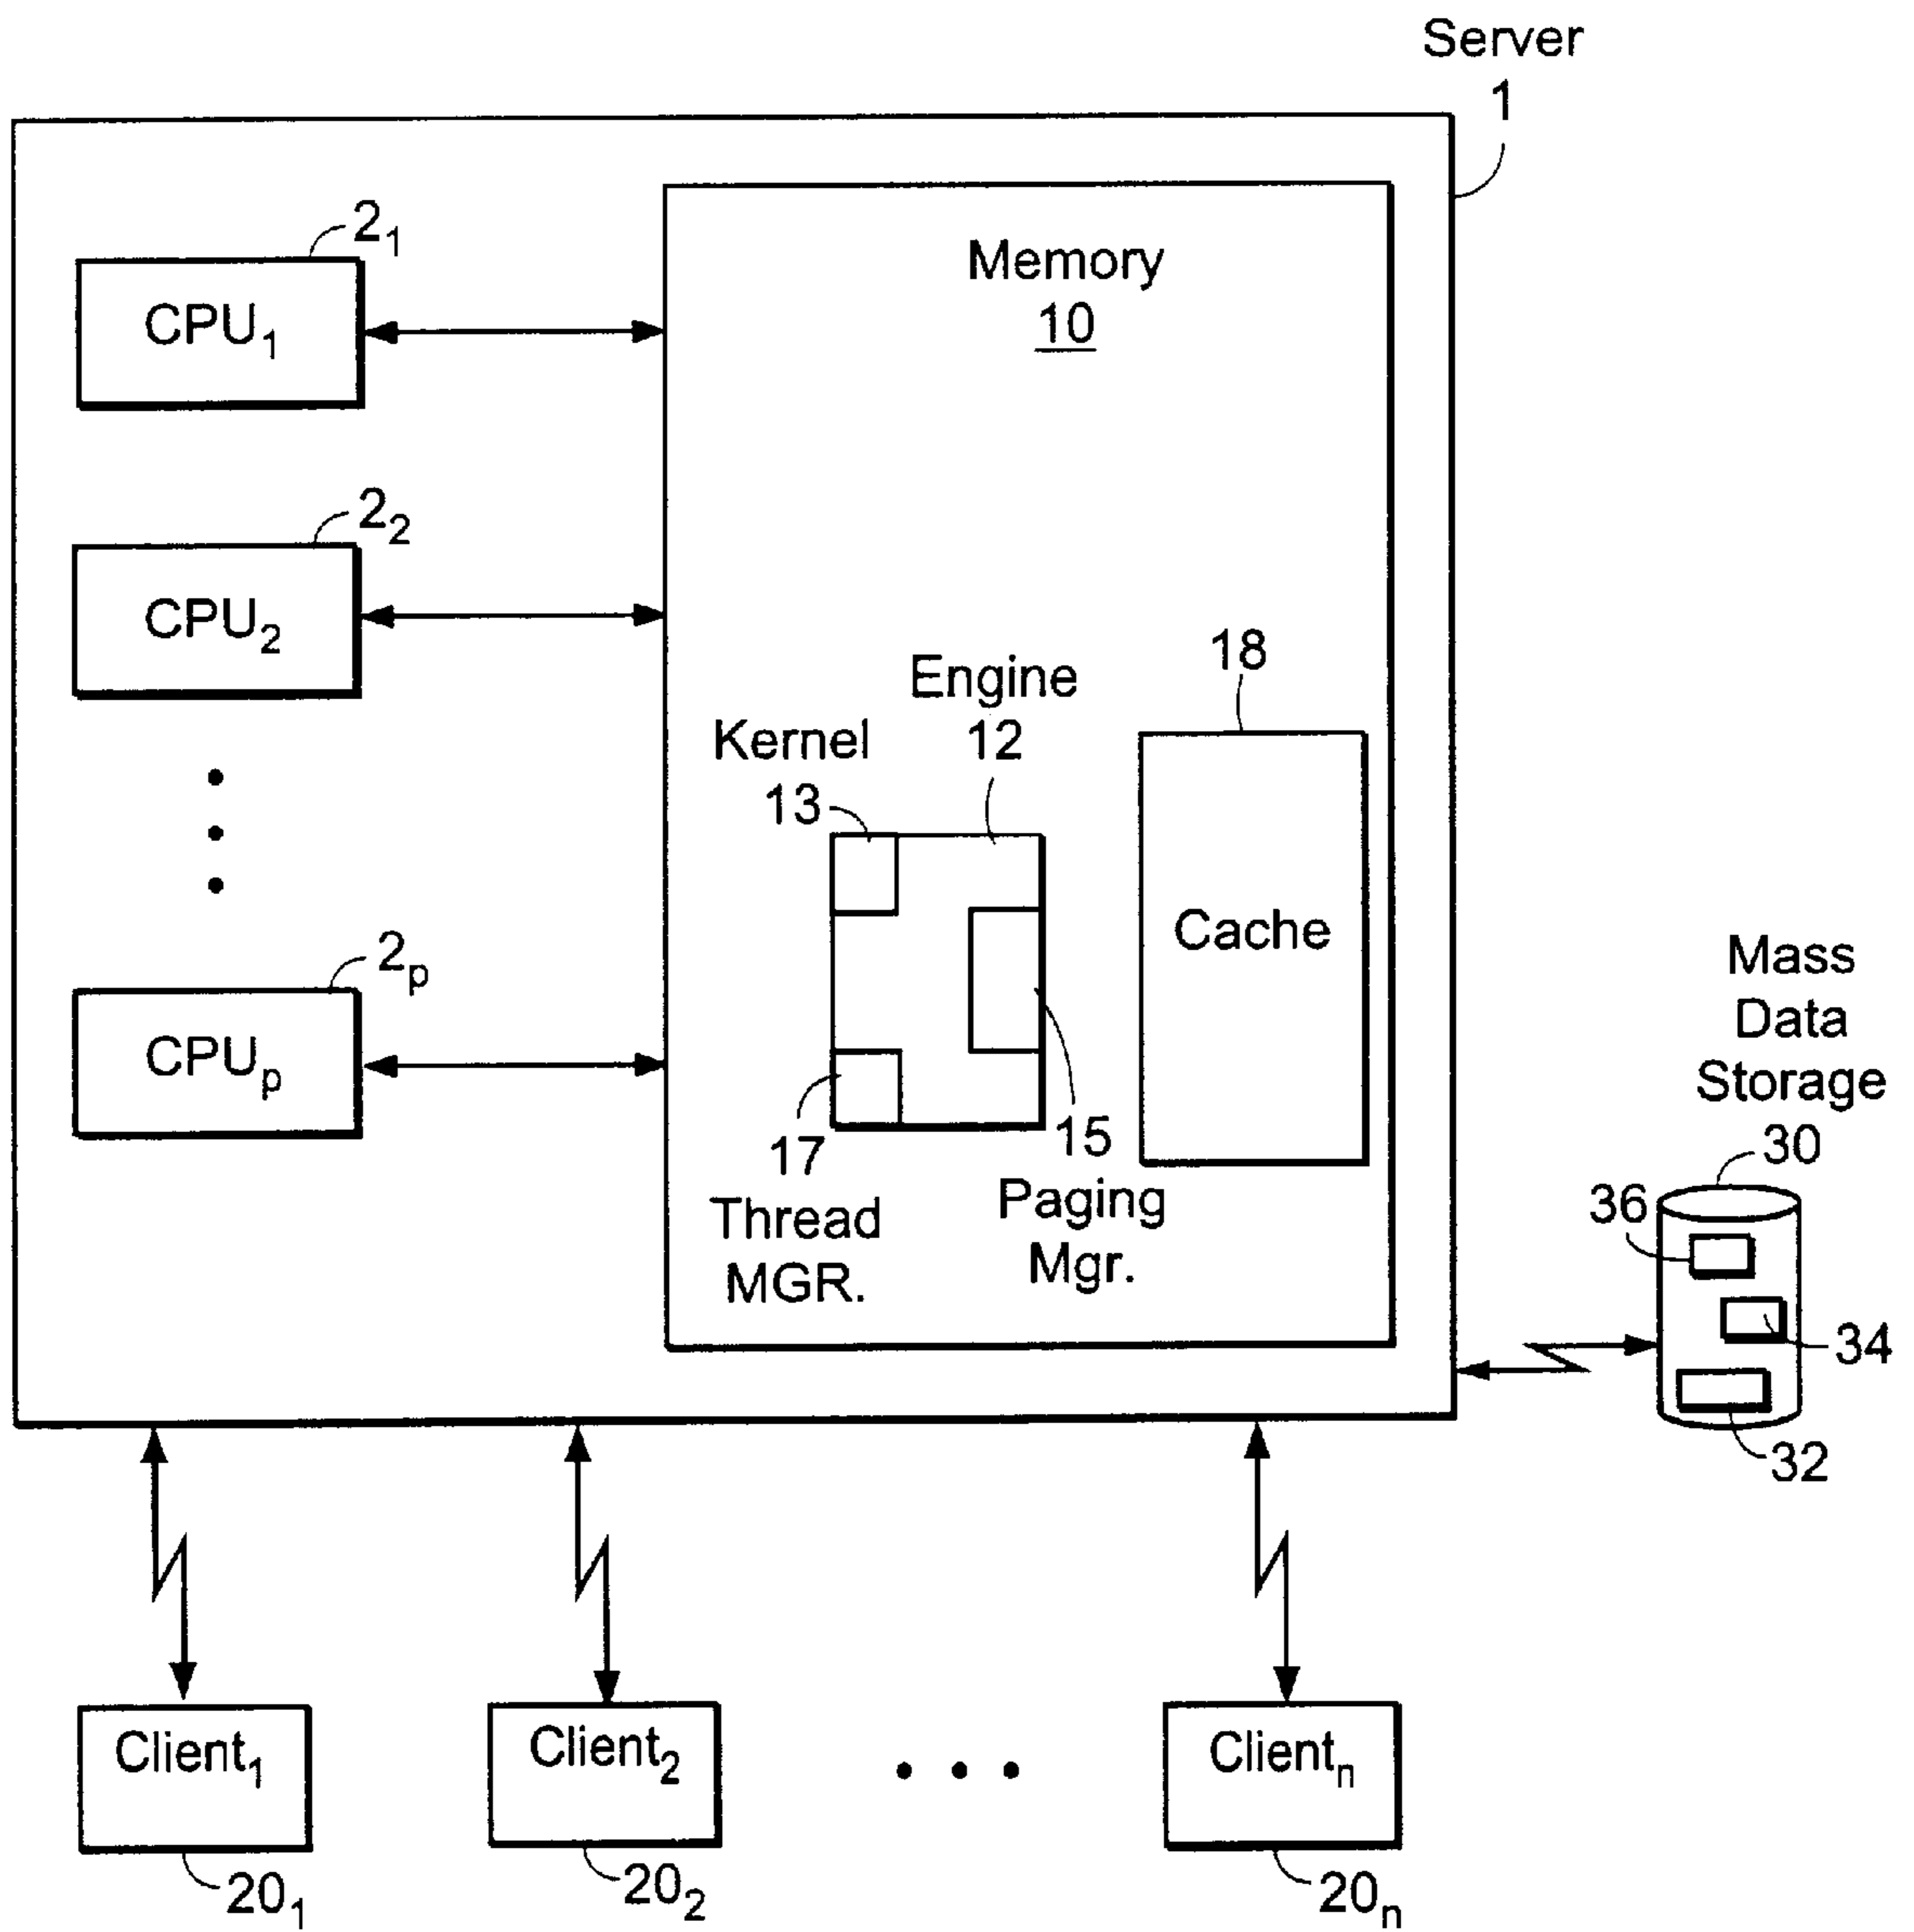 Server
1
2₁
CPU₁
Memory
10
2₂
CPU₂
Engine
12
18
Kernel
13
Cache
2ₚ
CPUₚ
17
Thread
MGR.
15
Paging
Mgr.
Mass
Data
Storage
30
36
34
32
Client₁
20₁
Client₂
20₂
Clientₙ
20ₙ